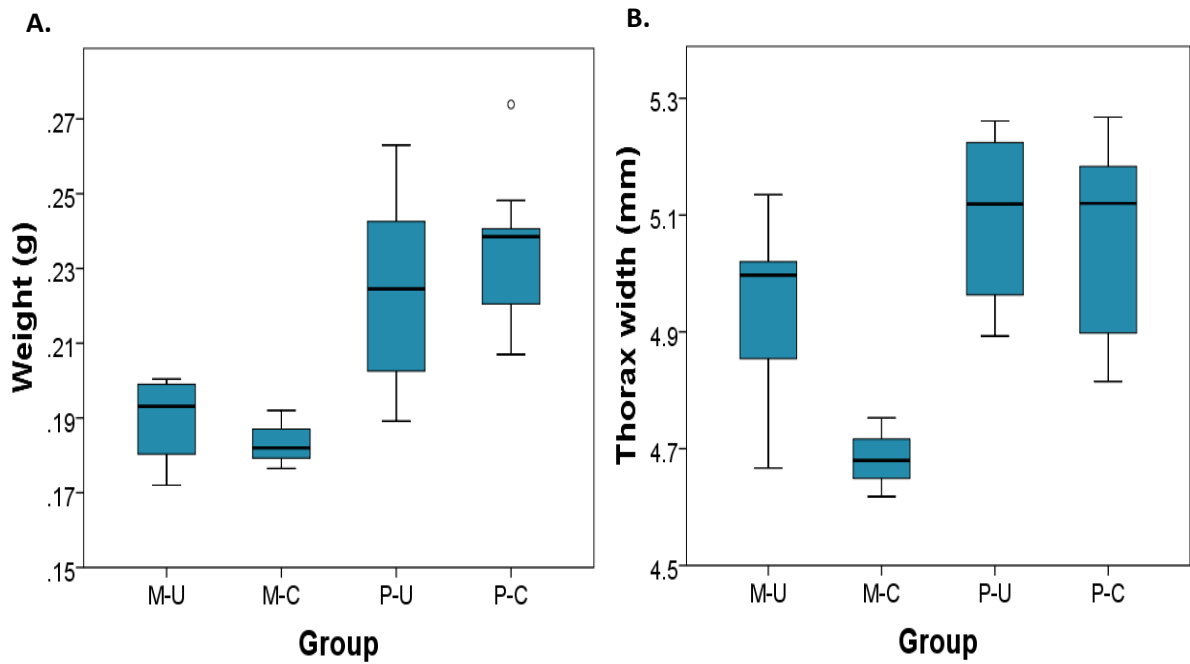 A.
Weight (g)
.27
.25
.23
.21
.19
.17
.15
M-U M-C P-U P-C
Group
B.
Thorax width (mm)
5.3
5.1
4.9
4.7
4.5
M-U M-C P-U P-C
Group